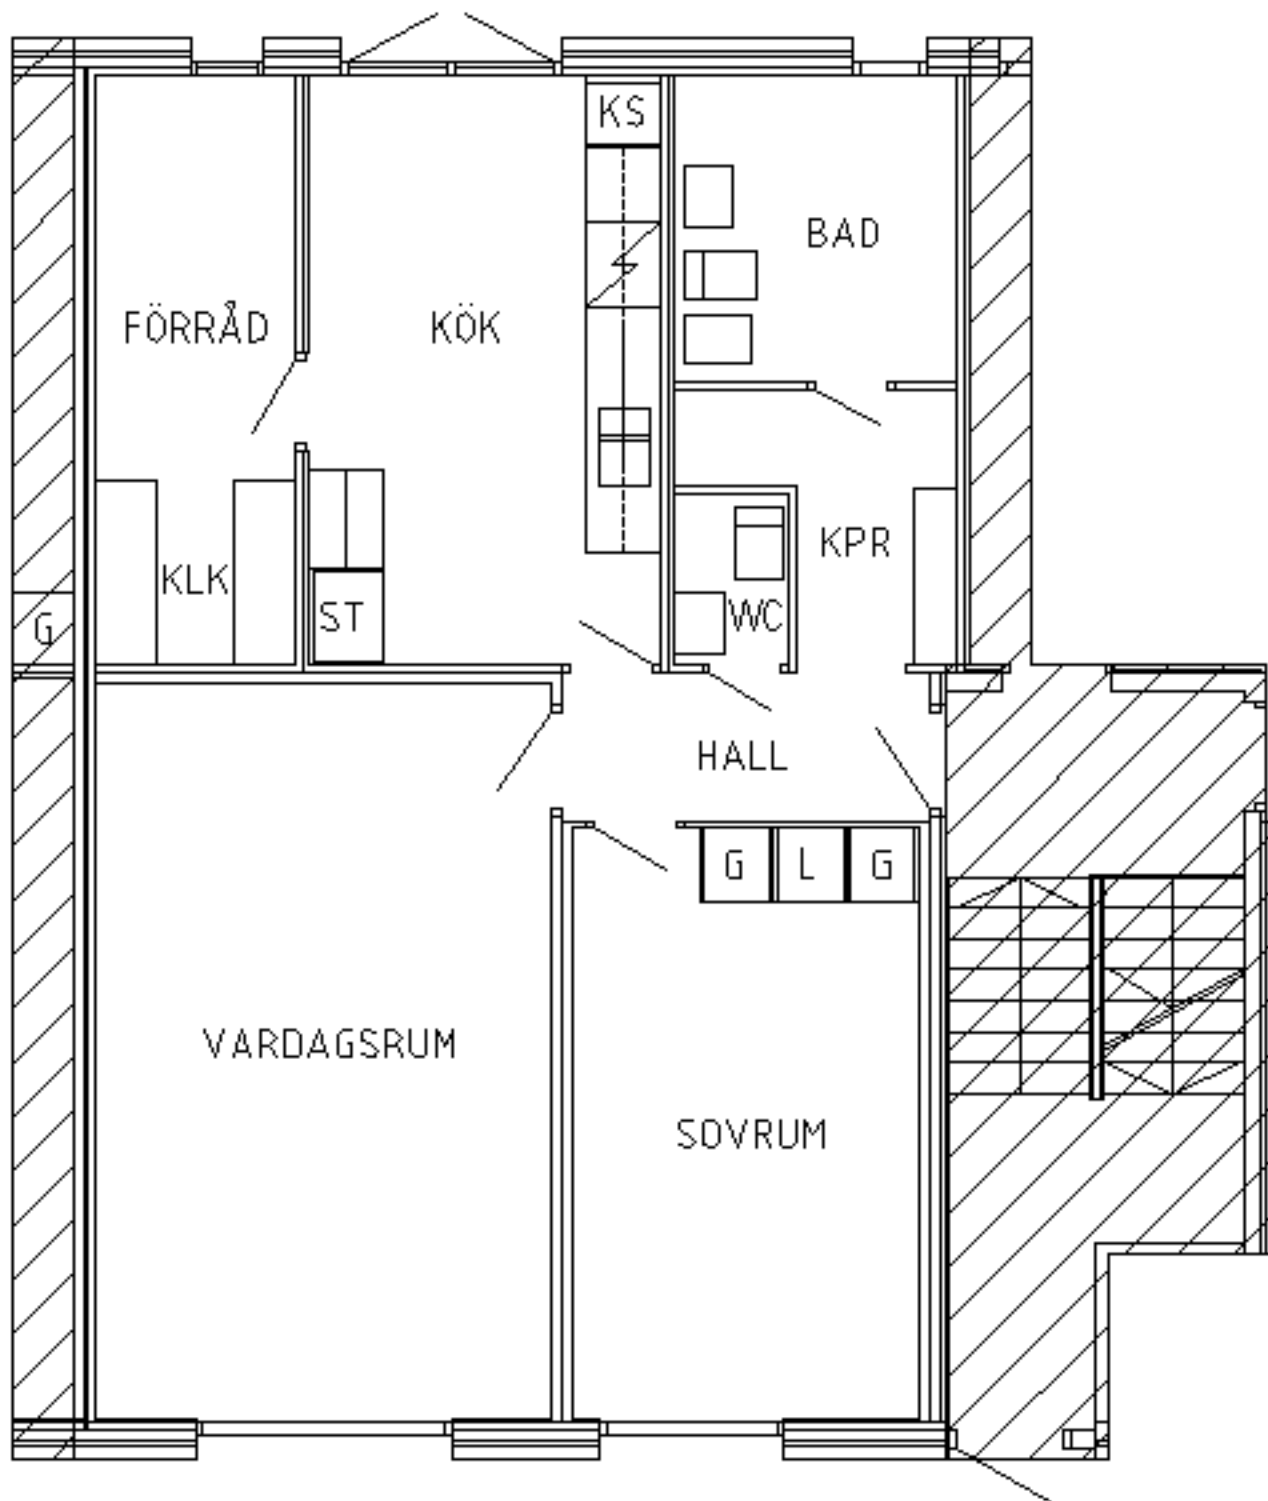 KS
BAD
FÖRRÅD
KÖK
KPR
KLK
ST
WC
G
HALL
G L G
VARDAGSRUM
SOVRUM